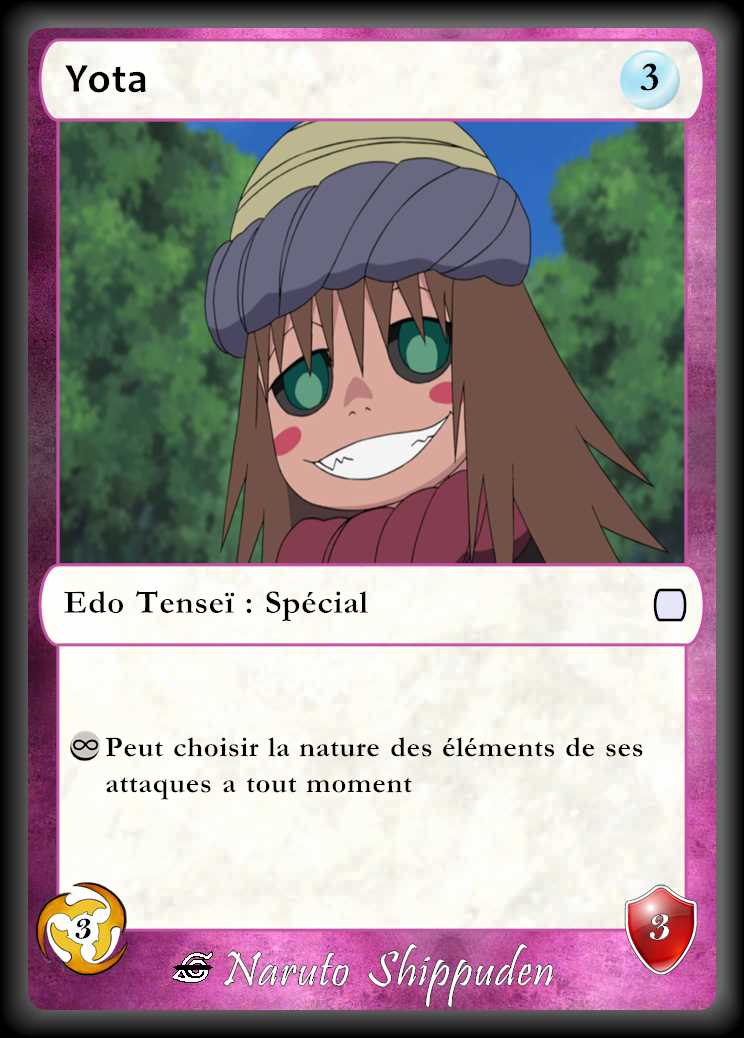 Yota
3
Edo Tenseï : Spécial
∞ Peut choisir la nature des éléments de ses
attaques a tout moment
3
3
Naruto Shippuden